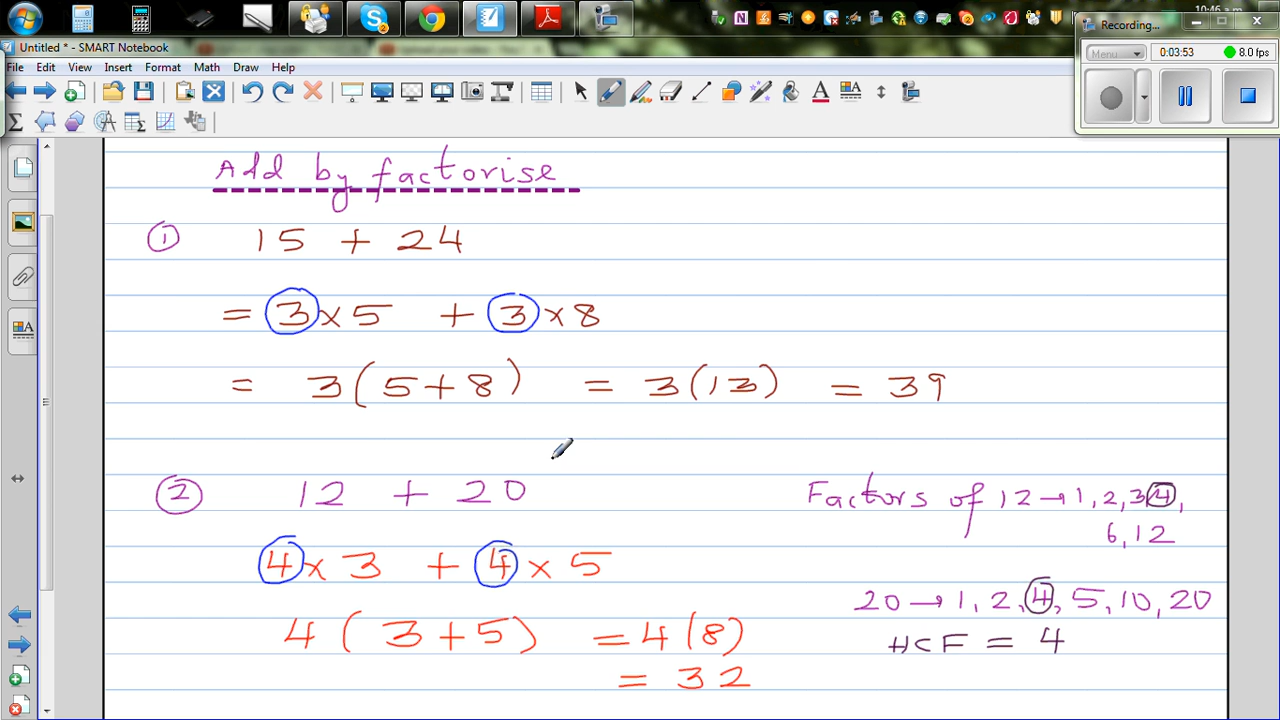 10:46 a.m.
Untitled * - SMART Notebook
File Edit View Insert Format Math Draw Help
Recording...
Menu
0:03:53 8.0 fps
Add by factorise
1 15 + 24
= 3 × 5 + 3 × 8
= 3 ( 5 + 8 ) = 3 (13) = 39
2 12 + 20
4 × 3 + 4 × 5
4 ( 3 + 5 ) = 4 (8)
= 32
Factors of 12 → 1, 2, 3 4,
6, 12
20 → 1, 2, 4, 5, 10, 20
HCF = 4